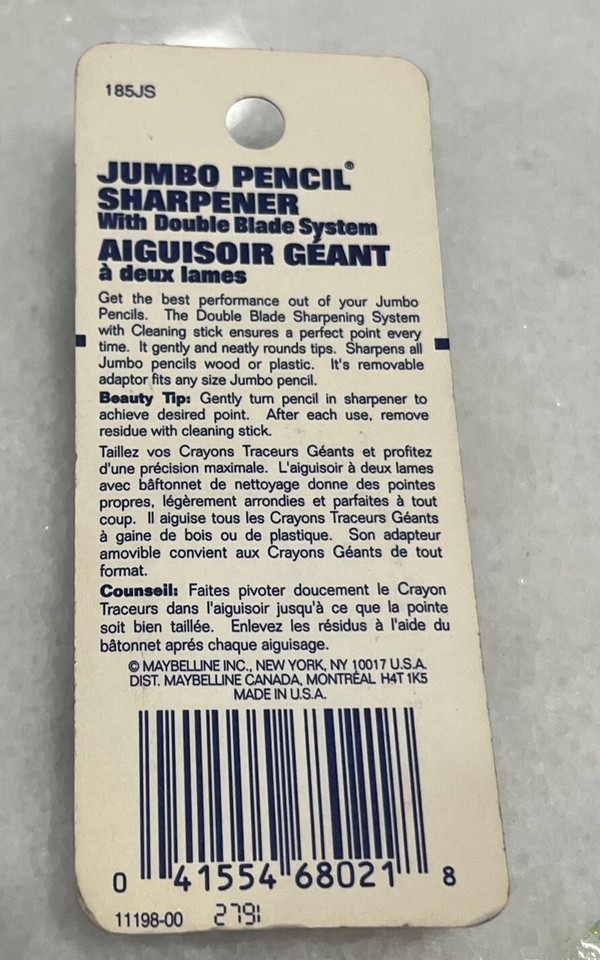 185JS
JUMBO PENCIL®
SHARPENER
With Double Blade System
AIGUISOIR GÉANT
à deux lames
Get the best performance out of your Jumbo
Pencils. The Double Blade Sharpening System
with Cleaning stick ensures a perfect point every
time. It gently and neatly rounds tips. Sharpens all
Jumbo pencils wood or plastic. It's removable
adaptor fits any size Jumbo pencil.
Beauty Tip: Gently turn pencil in sharpener to
achieve desired point. After each use, remove
residue with cleaning stick.
Taillez vos Crayons Traceurs Géants et profitez
d'une précision maximale. L'aiguisoir à deux lames
avec bâftonnet de nettoyage donne des pointes
propres, légèrement arrondies et parfaites à tout
coup. Il aiguise tous les Crayons Traceurs Géants
à gaine de bois ou de plastique. Son adapteur
amovible convient aux Crayons Géants de tout
format.
Counseil: Faites pivoter doucement le Crayon
Traceurs dans l'aiguisoir jusqu'à ce que la pointe
soit bien taillée. Enlevez les résidus à l'aide du
bâtonnet aprés chaque aiguisage.
© MAYBELLINE INC., NEW YORK, NY 10017 U.S.A.
DIST. MAYBELLINE CANADA, MONTRÉAL H4T 1K5
MADE IN U.S.A.
0 41554 68021 8
11198-00 2791